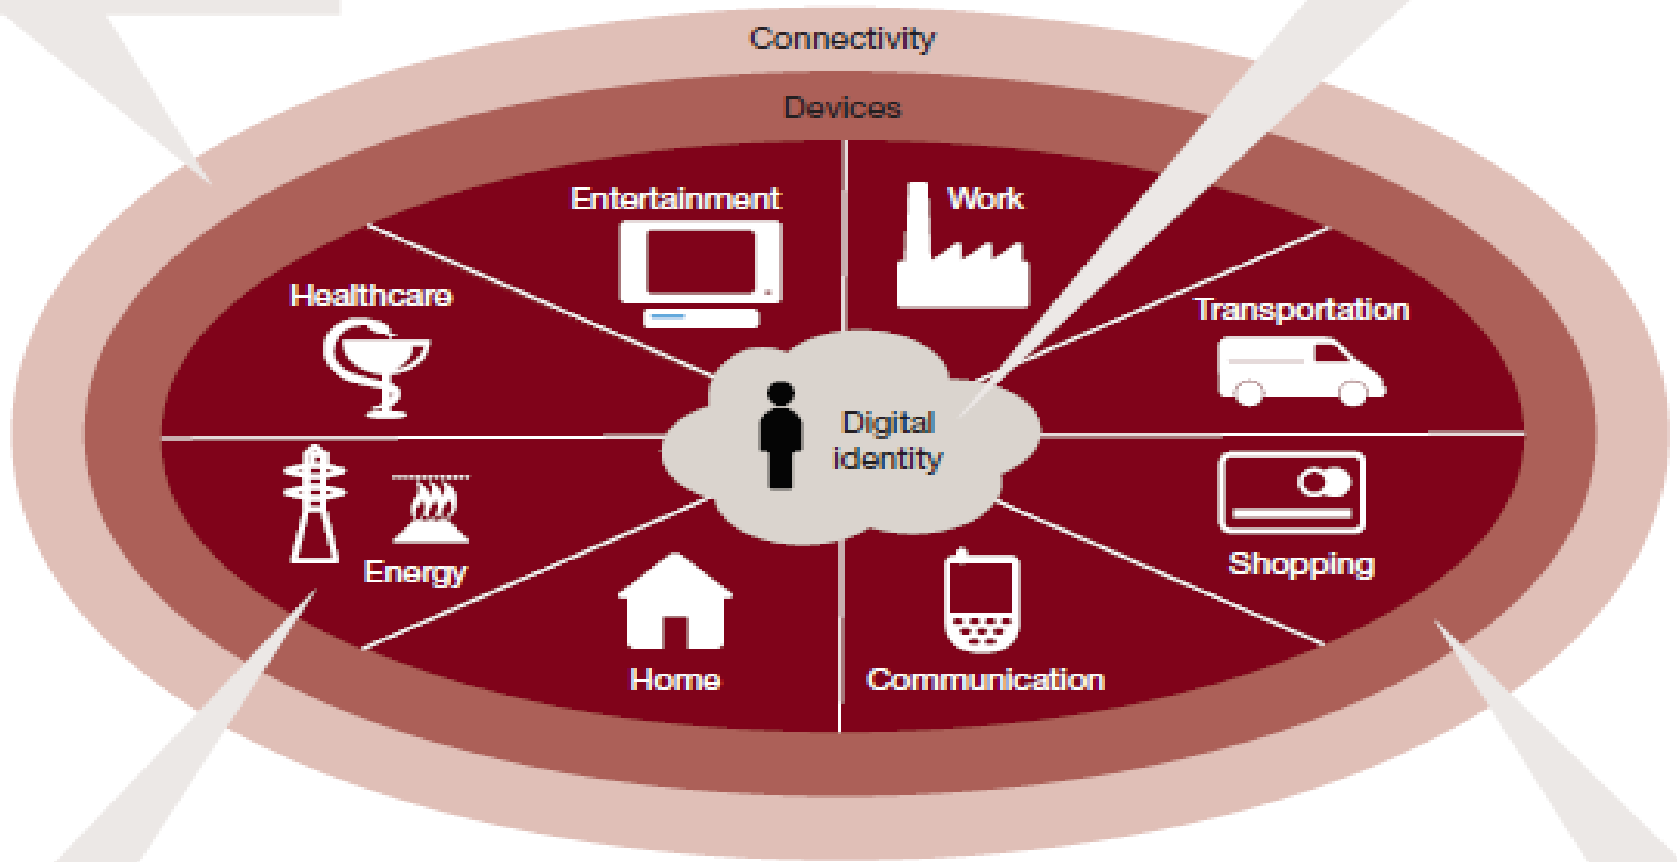 Connectivity
Devices
Entertainment
Work
Healthcare
Transportation
Digital
identity
Energy
Shopping
Home
Communication